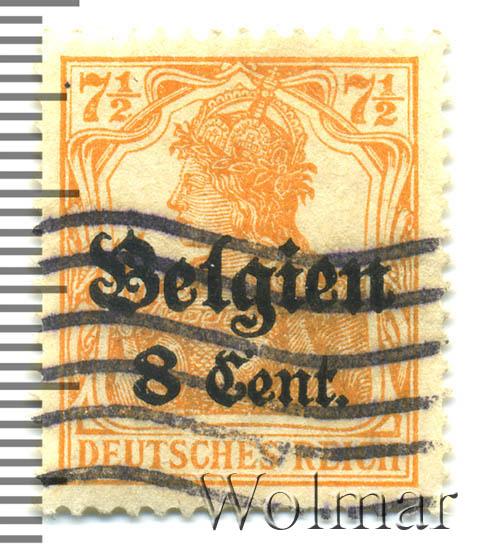 7½ 7½
Belgien
8 Cent.
DEUTSCHES REICH
Wolmar